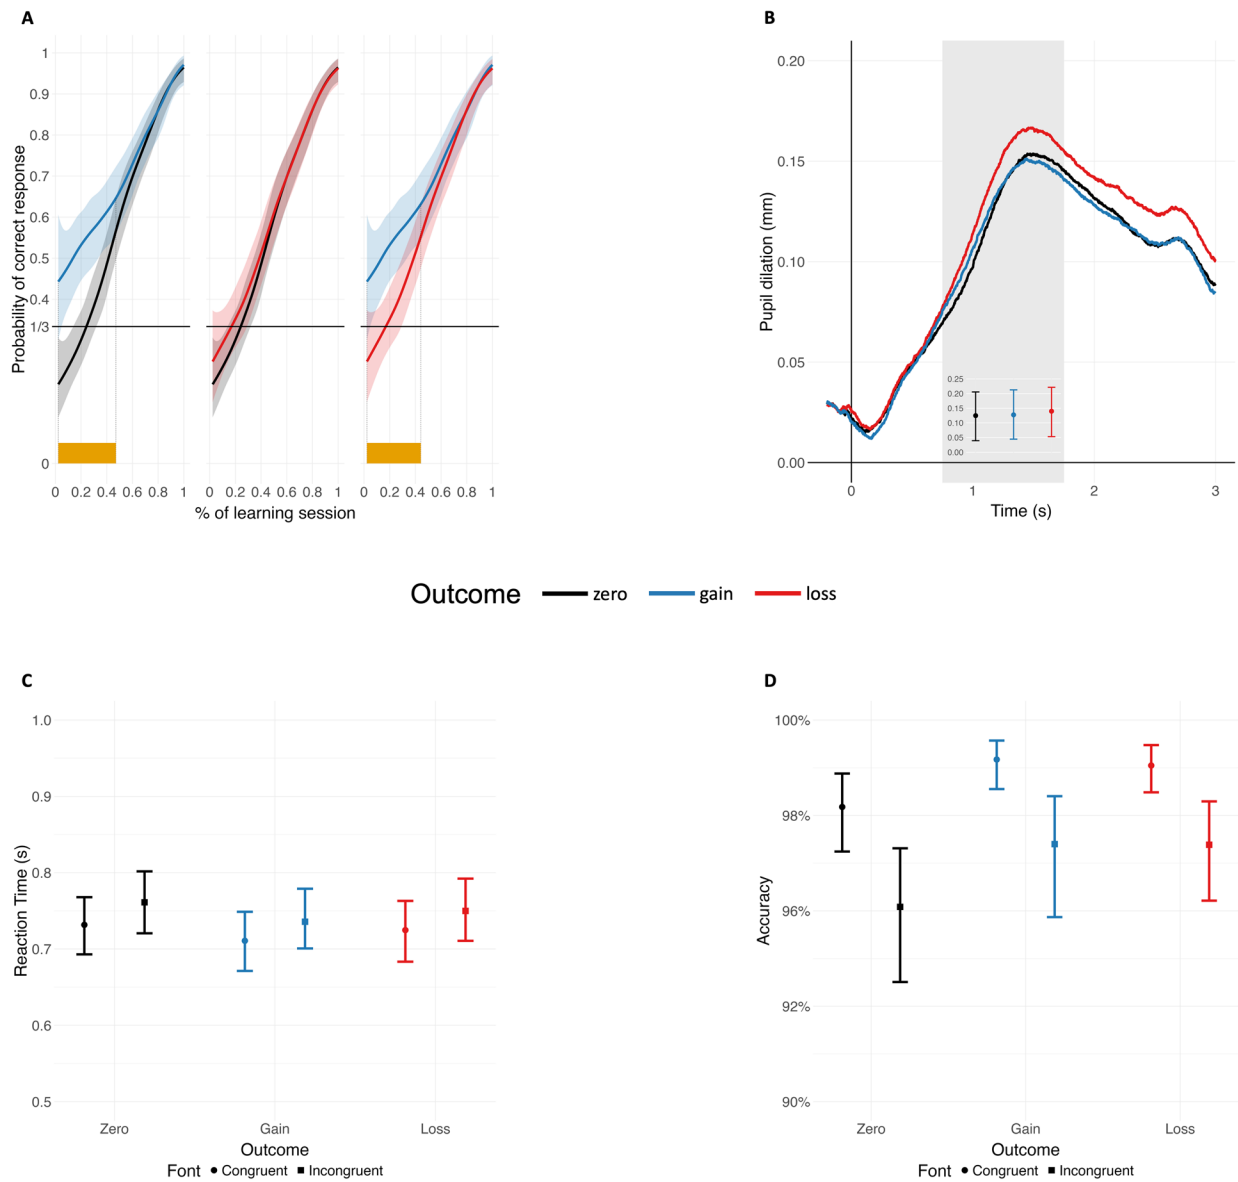 A
Probability of correct response
1
0.9
0.8
0.7
0.6
0.5
0.4
1/3
0
0 0.2 0.4 0.6 0.8 1
0 0.2 0.4 0.6 0.8 1
0 0.2 0.4 0.6 0.8 1
% of learning session
B
Pupil dilation (mm)
0.20
0.15
0.10
0.05
0.00
0.25
0.20
0.15
0.10
0.05
0.00
0 1 2 3
Time (s)
Outcome zero gain loss
C
Reaction Time (s)
1.0
0.9
0.8
0.7
0.6
0.5
Zero Gain Loss
Outcome
Font Congruent Incongruent
D
Accuracy
100%
98%
96%
92%
90%
Zero Gain Loss
Outcome
Font Congruent Incongruent